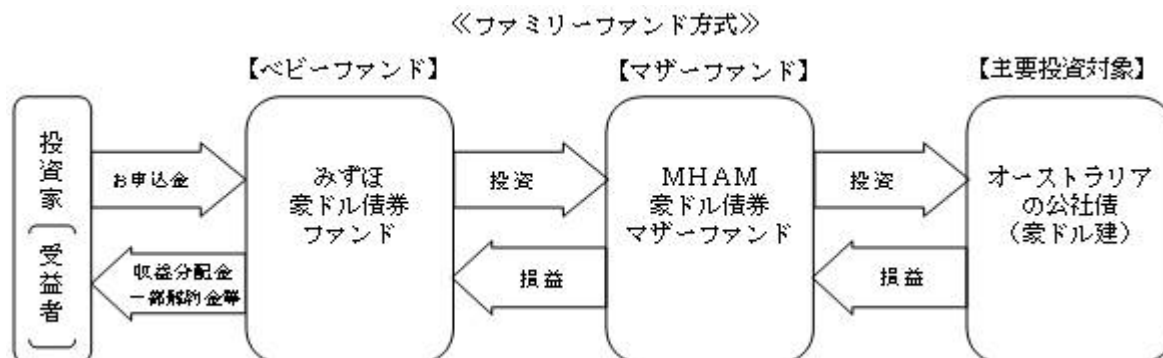 ≪ファミリーファンド方式≫
【ベビーファンド】
【マザーファンド】
【主要投資対象】
投資家
受益者
お申込金
収益分配金
一部解約金等
みずほ
豪ドル債券
ファンド
投資
損益
MHAM
豪ドル債券
マザーファンド
投資
損益
オーストラリア
の公社債
(豪ドル建)